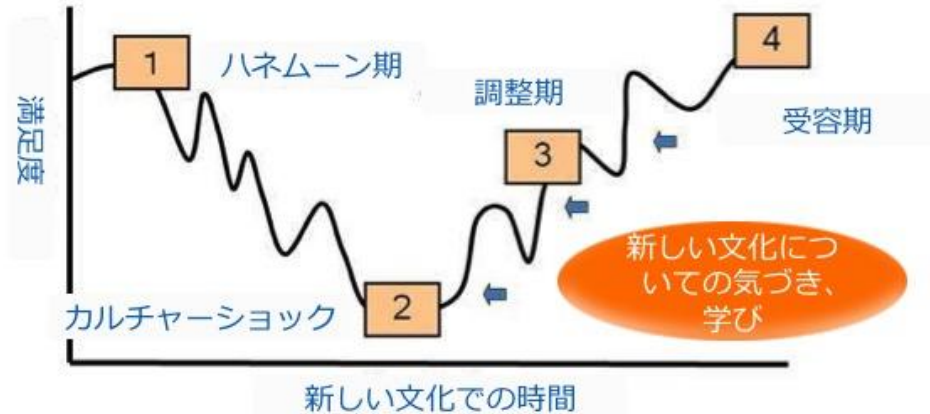 1
ハネムーン期
4
調整期
受容期
満足度
3
新しい文化につ
いての気づき、
学び
カルチャーショック
2
新しい文化での時間